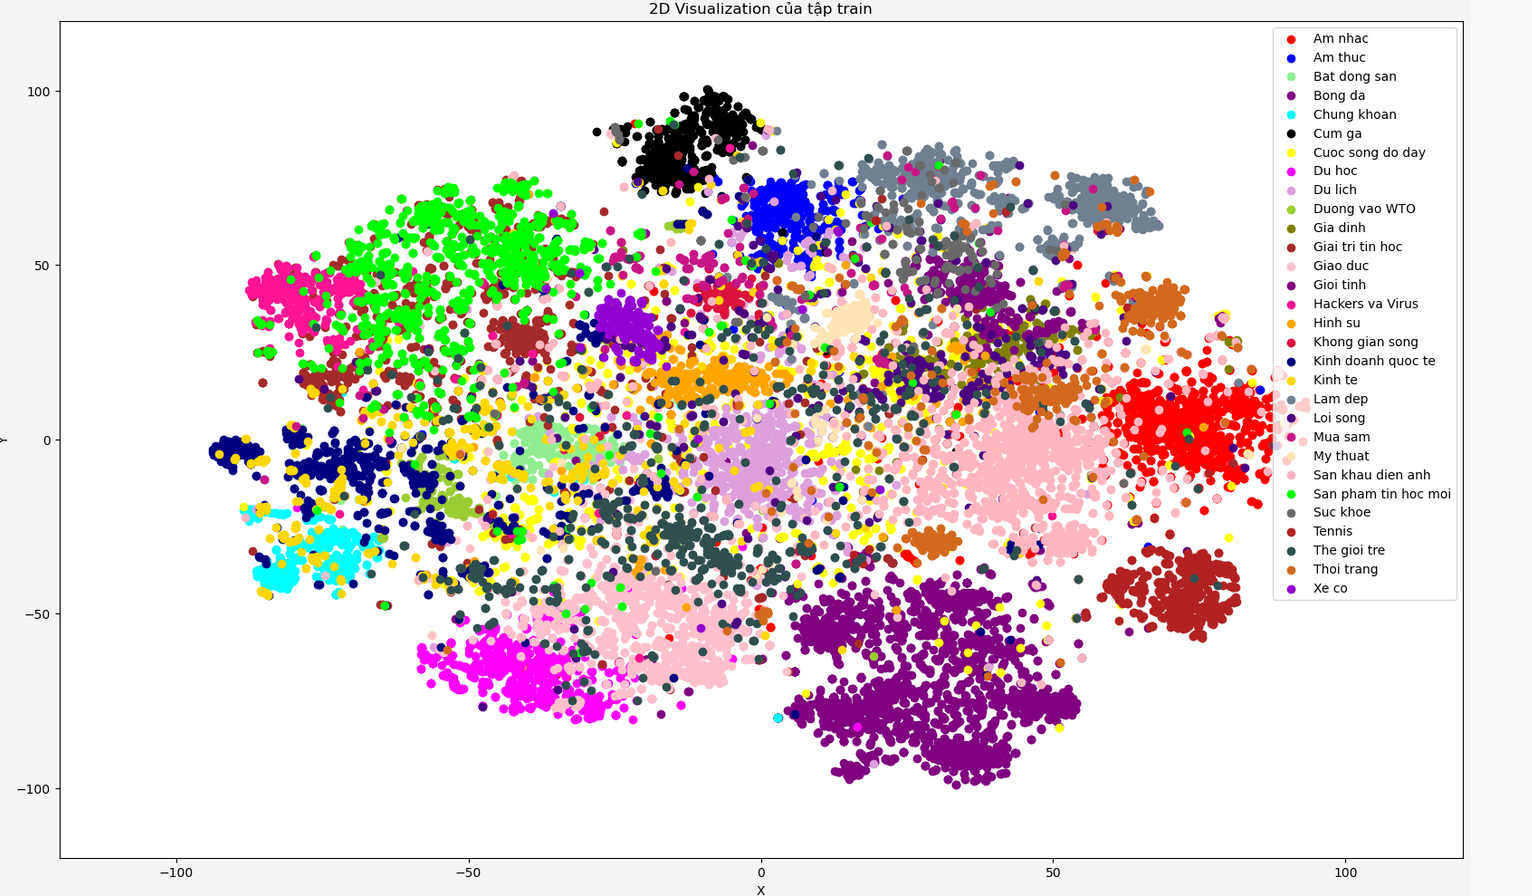 2D Visualization của tập train
100
50
0
−50
−100
Y
−100
−50
0
50
100
X
Am nhac
Am thuc
Bat dong san
Bong da
Chung khoan
Cum ga
Cuoc song do day
Du hoc
Du lich
Duong vao WTO
Gia dinh
Giai tri tin hoc
Giao duc
Gioi tinh
Hackers va Virus
Hinh su
Khong gian song
Kinh doanh quoc te
Kinh te
Lam dep
Loi song
Mua sam
My thuat
San khau dien anh
San pham tin hoc moi
Suc khoe
Tennis
The gioi tre
Thoi trang
Xe co